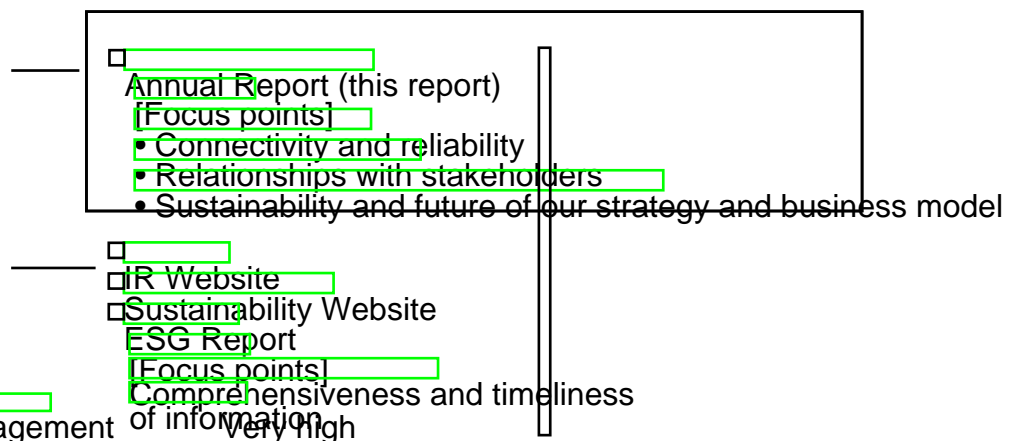 Annual Report (this report)
[Focus points]
• Connectivity and reliability
• Relationships with stakeholders
• Sustainability and future of our strategy and business model
IR Website
Sustainability Website
ESG Report
[Focus points]
Comprehensiveness and timeliness
of information
Very high